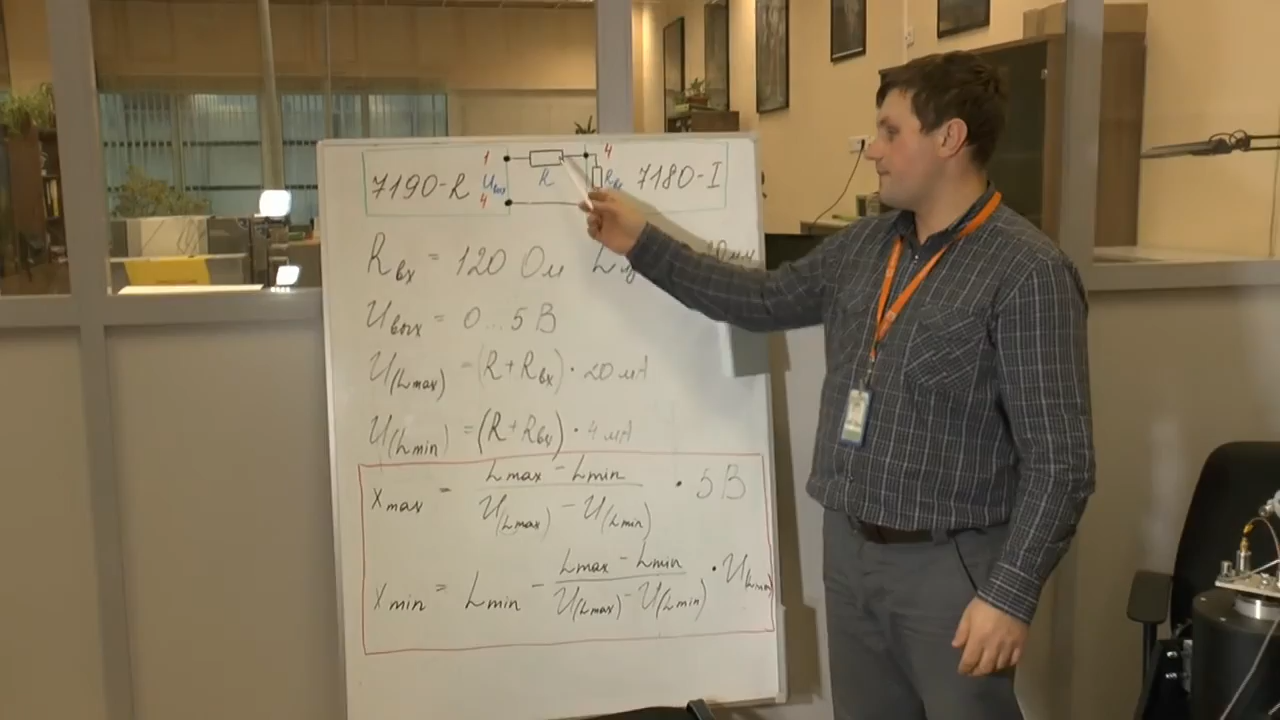 1 4
7190-R Uвых R Rвх 7180-I
4
Rвх = 120 Ом
Uвых = 0...5 В
U(Lmax) = (R+Rвх) · 20 мА
U(Lmin) = (R+Rвх) · 4 мА
Xmax = Lmax - Lmin / U(Lmax) - U(Lmin) · 5 В
Xmin = Lmin - Lmax - Lmin / U(Lmax) - U(Lmin) · U(Lmin)